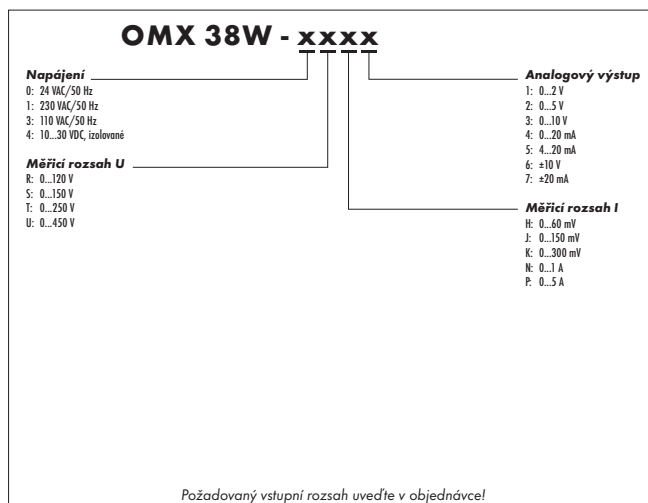 OMX 38W - xxxx
Napájení
0: 24 VAC/50 Hz
1: 230 VAC/50 Hz
3: 110 VAC/50 Hz
4: 10...30 VDC, izolované
Měřicí rozsah U
R: 0...120 V
S: 0...150 V
T: 0...250 V
U: 0...450 V
Analogový výstup
1: 0...2 V
2: 0...5 V
3: 0...10 V
4: 0...20 mA
5: 4...20 mA
6: ±10 V
7: ±20 mA
Měřicí rozsah I
H: 0...60 mV
J: 0...150 mV
K: 0...300 mV
N: 0...1 A
P: 0...5 A
Požadovaný vstupní rozsah uveďte v objednávce!